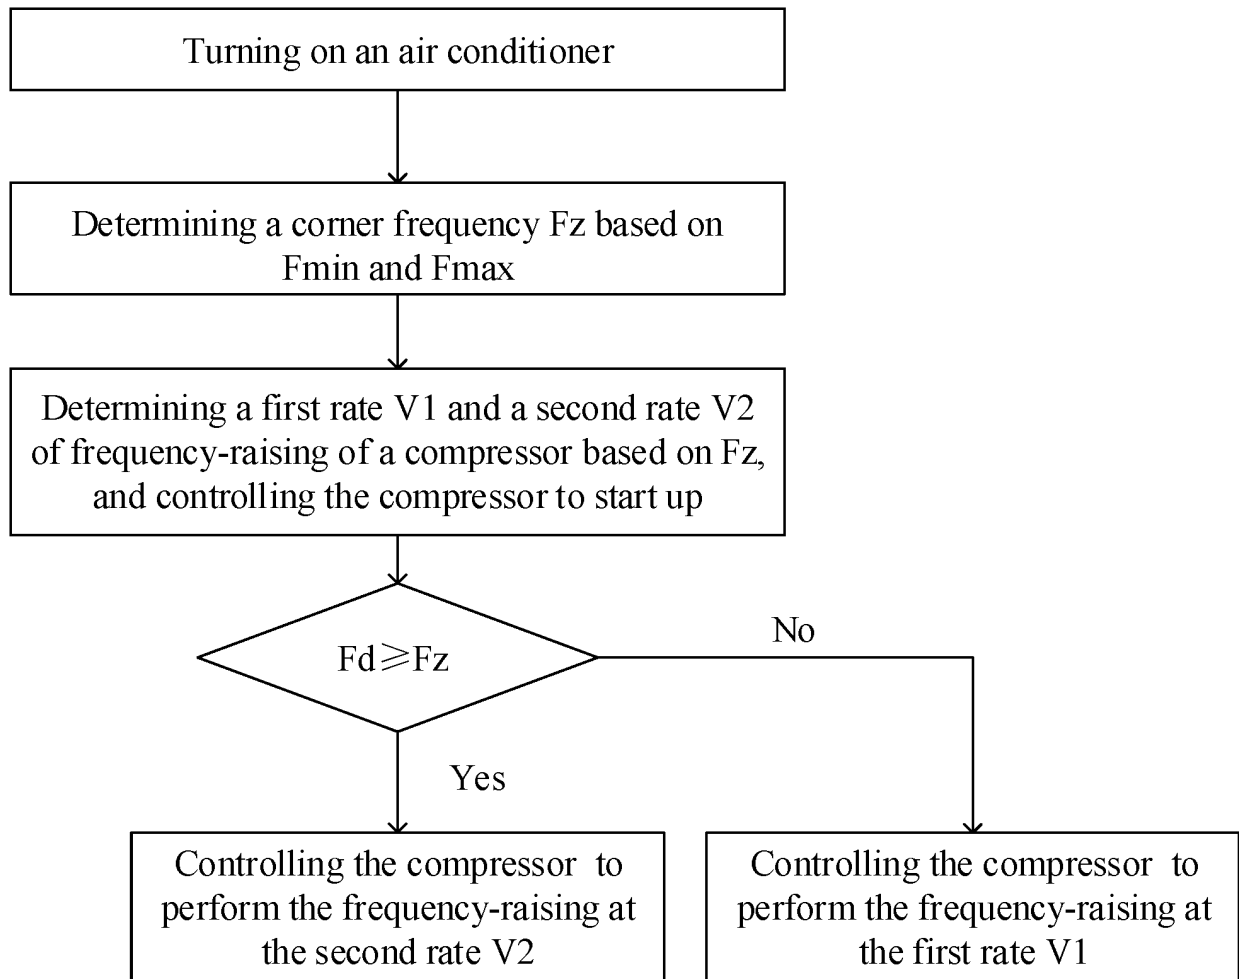 Turning on an air conditioner
Determining a corner frequency Fz based on
Fmin and Fmax
Determining a first rate V1 and a second rate V2
of frequency-raising of a compressor based on Fz,
and controlling the compressor to start up
Fd≥Fz
No
Yes
Controlling the compressor to
perform the frequency-raising at
the second rate V2
Controlling the compressor to
perform the frequency-raising at
the first rate V1